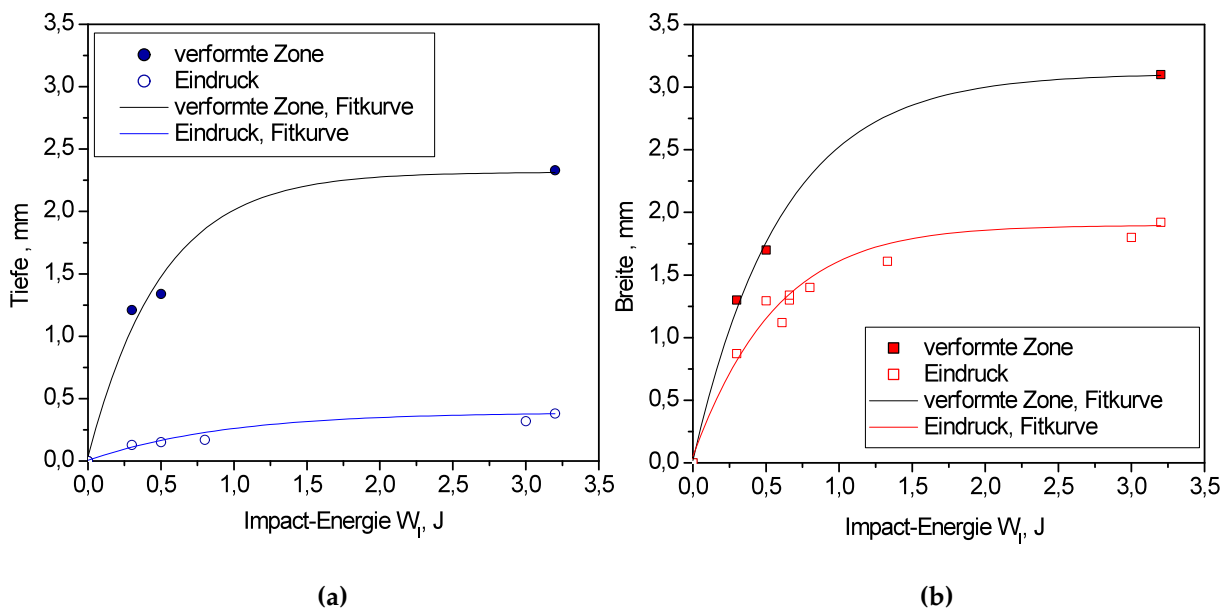 3,5
3,0
2,5
2,0
1,5
1,0
0,5
0,0
Tiefe , mm
verformte Zone
Eindruck
verformte Zone, Fitkurve
Eindruck, Fitkurve
0,0 0,5 1,0 1,5 2,0 2,5 3,0 3,5
Impact-Energie W_I, J
(a)
3,5
3,0
2,5
2,0
1,5
1,0
0,5
0,0
Breite , mm
verformte Zone
Eindruck
verformte Zone, Fitkurve
Eindruck, Fitkurve
0,0 0,5 1,0 1,5 2,0 2,5 3,0 3,5
Impact-Energie W_I, J
(b)